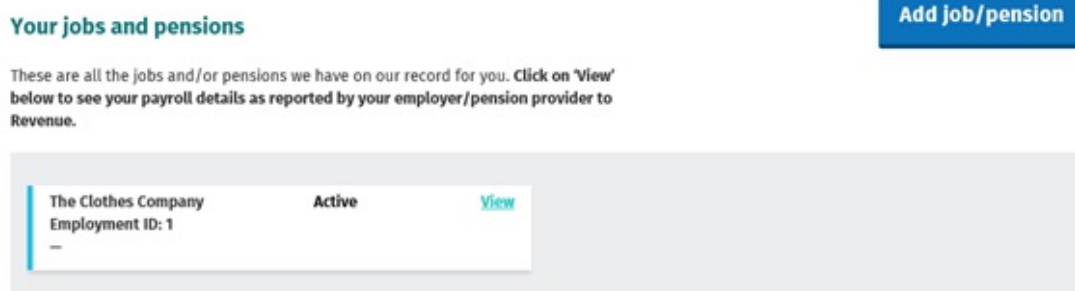 Your jobs and pensions
Add job/pension
These are all the jobs and/or pensions we have on our record for you. Click on 'View'
below to see your payroll details as reported by your employer/pension provider to
Revenue.
The Clothes Company Active View
Employment ID: 1
—